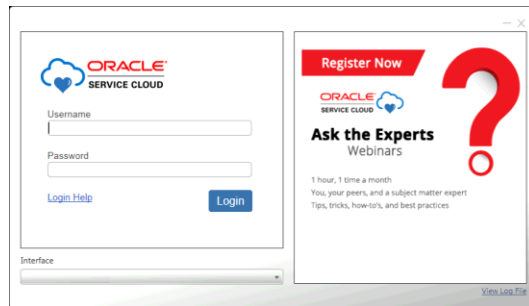 ORACLE
SERVICE CLOUD
Username
Password
Login Help
Login
Interface
Register Now
ORACLE
SERVICE CLOUD
Ask the Experts
Webinars
1 hour, 1 time a month
You, your peers, and a subject matter expert
Tips, tricks, how-to's, and best practices
View Log File